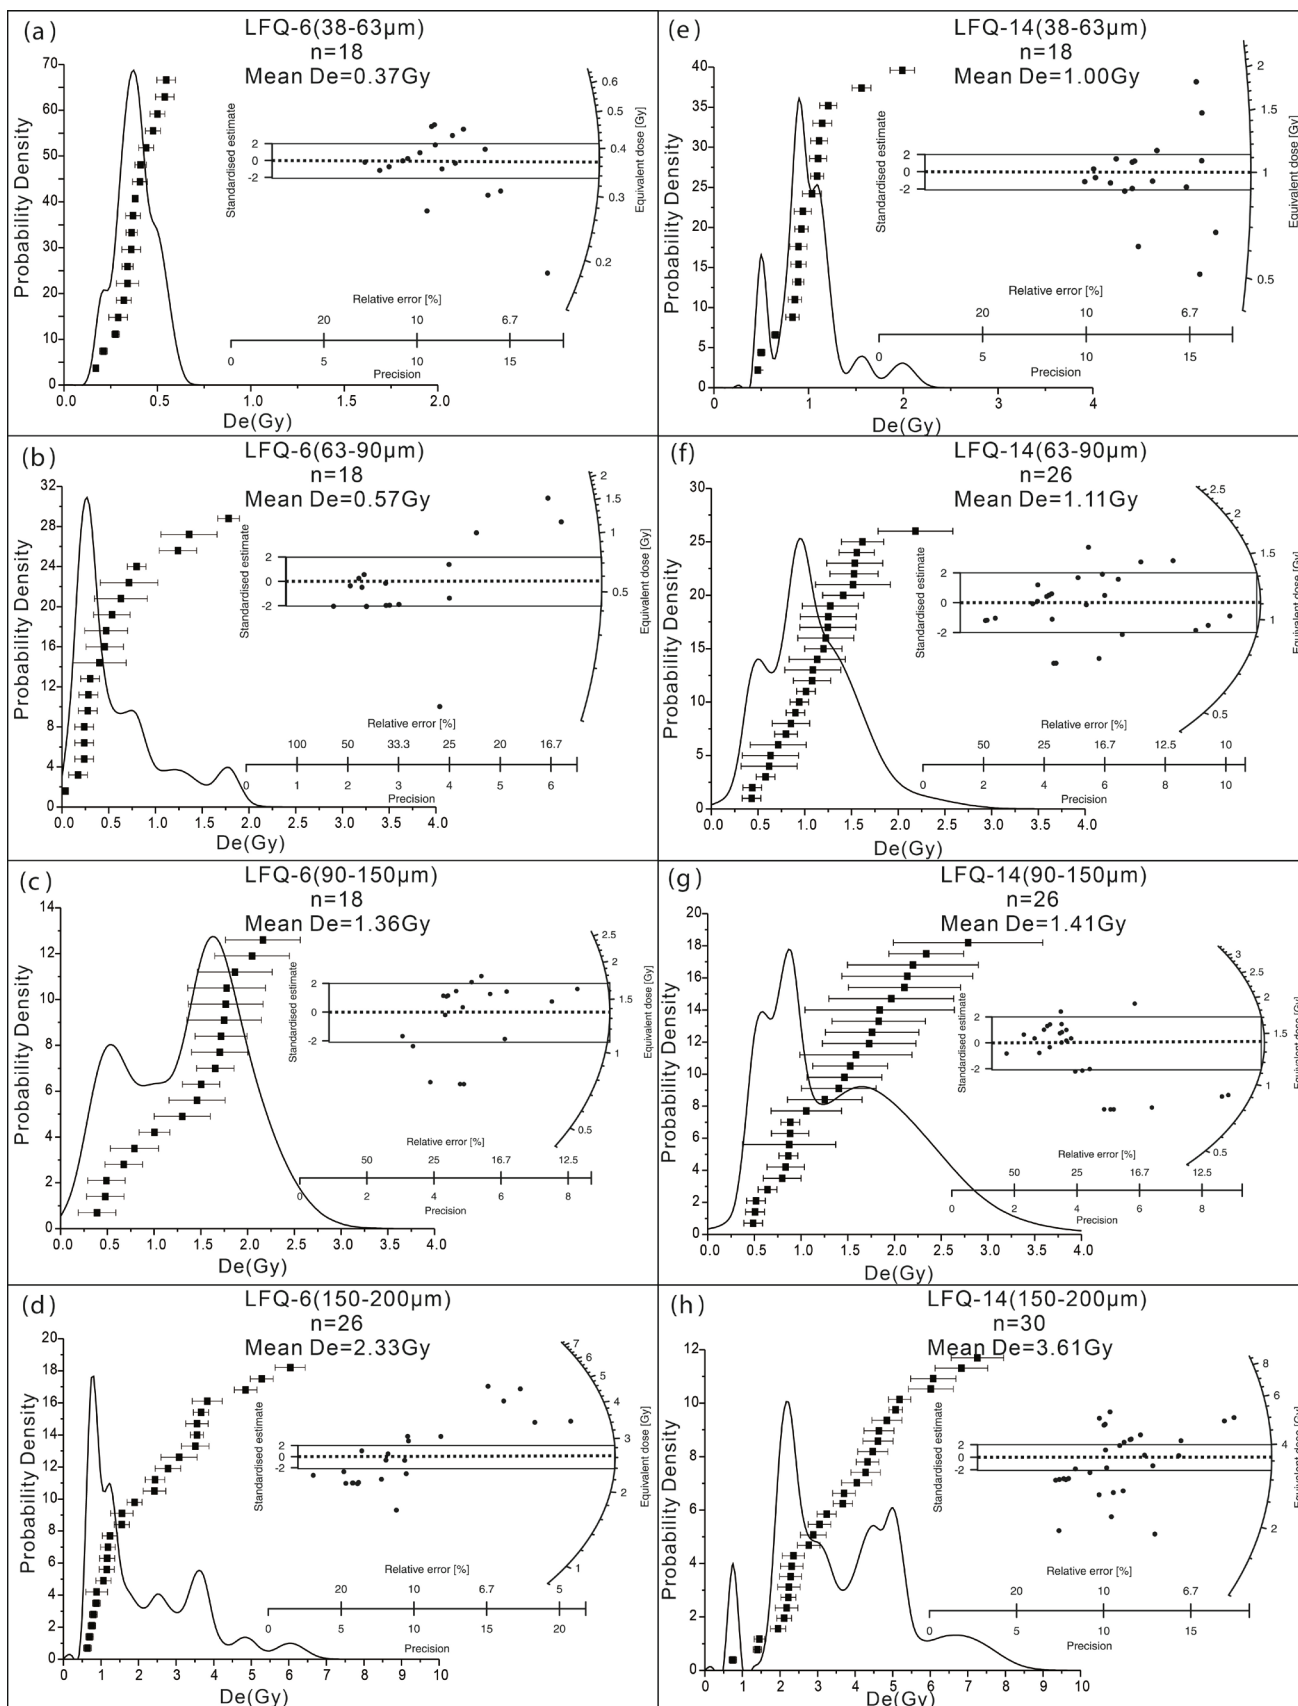 (a)
LFQ-6(38-63μm)
n=18
Mean De=0.37Gy
Probability Density
70
60
50
40
30
20
10
0
0.0 0.5 1.0 1.5 2.0
De(Gy)
Standardised estimate
2
0
-2
Equivalent dose [Gy]
0.6
0.5
0.4
0.3
0.2
Relative error [%]
20 10 6.7
0 5 10 15
Precision
(e)
LFQ-14(38-63μm)
n=18
Mean De=1.00Gy
Probability Density
40
35
30
25
20
15
10
5
0
0 1 2 3 4
De(Gy)
Standardised estimate
2
0
-2
Equivalent dose [Gy]
2
1.5
1
0.5
Relative error [%]
20 10 6.7
0 5 10 15
Precision
(b)
LFQ-6(63-90μm)
n=18
Mean De=0.57Gy
Probability Density
32
28
24
20
16
12
8
4
0
0.0 0.5 1.0 1.5 2.0 2.5 3.0 3.5 4.0
De(Gy)
Standardised estimate
2
0
-2
Equivalent dose [Gy]
2
1.5
1
0.5
Relative error [%]
100 50 33.3 25 20 16.7
0 1 2 3 4 5 6
Precision
(f)
LFQ-14(63-90μm)
n=26
Mean De=1.11Gy
Probability Density
30
25
20
15
10
5
0
0.0 0.5 1.0 1.5 2.0 2.5 3.0 3.5 4.0
De(Gy)
Standardised estimate
2
0
-2
Equivalent dose [Gy]
2.5
2
1.5
1
0.5
Relative error [%]
50 25 16.7 12.5 10
0 2 4 6 8 10
Precision
(c)
LFQ-6(90-150μm)
n=18
Mean De=1.36Gy
Probability Density
14
12
10
8
6
4
2
0
0.0 0.5 1.0 1.5 2.0 2.5 3.0 3.5 4.0
De(Gy)
Standardised estimate
2
0
-2
Equivalent dose [Gy]
2.5
2
1.5
1
0.5
Relative error [%]
50 25 16.7 12.5
0 2 4 6 8
Precision
(g)
LFQ-14(90-150μm)
n=26
Mean De=1.41Gy
Probability Density
20
18
16
14
12
10
8
6
4
2
0
0.0 0.5 1.0 1.5 2.0 2.5 3.0 3.5 4.0
De(Gy)
Standardised estimate
2
0
-2
Equivalent dose [Gy]
3
2.5
2
1.5
1
0.5
Relative error [%]
50 25 16.7 12.5
0 2 4 6 8
Precision
(d)
LFQ-6(150-200μm)
n=26
Mean De=2.33Gy
Probability Density
20
18
16
14
12
10
8
6
4
2
0
0 1 2 3 4 5 6 7 8 9 10
De(Gy)
Standardised estimate
2
0
-2
Equivalent dose [Gy]
7
6
5
4
3
2
1
Relative error [%]
20 10 6.7 5
0 5 10 15 20
Precision
(h)
LFQ-14(150-200μm)
n=30
Mean De=3.61Gy
Probability Density
12
10
8
6
4
2
0
0 1 2 3 4 5 6 7 8 9 10
De(Gy)
Standardised estimate
2
0
-2
Equivalent dose [Gy]
8
6
4
2
Relative error [%]
20 10 6.7
0 5 10 15
Precision